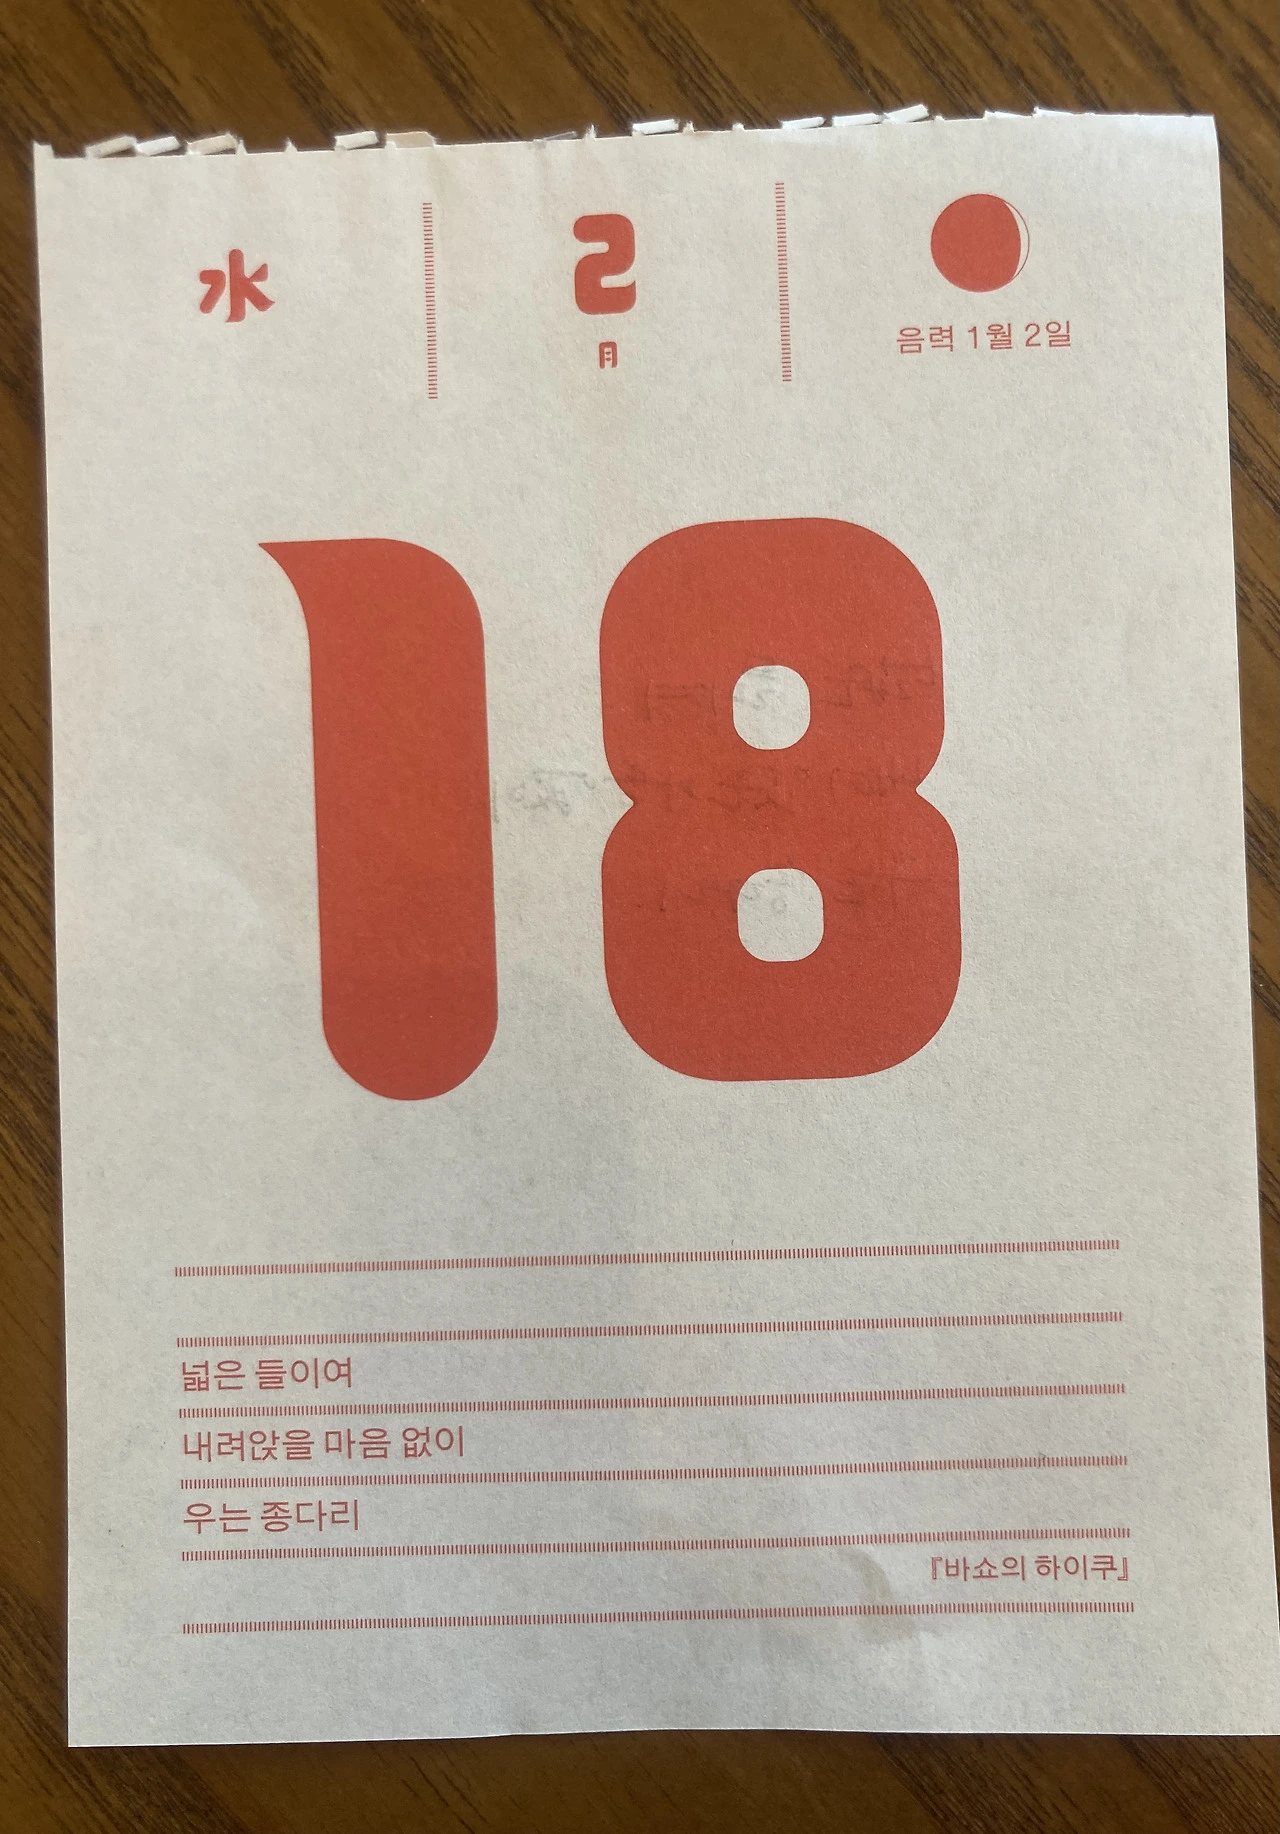 水
2
月
음력 1월 2일
18
넓은 들이여
내려앉을 마음 없이
우는 종다리
『바쇼의 하이쿠』